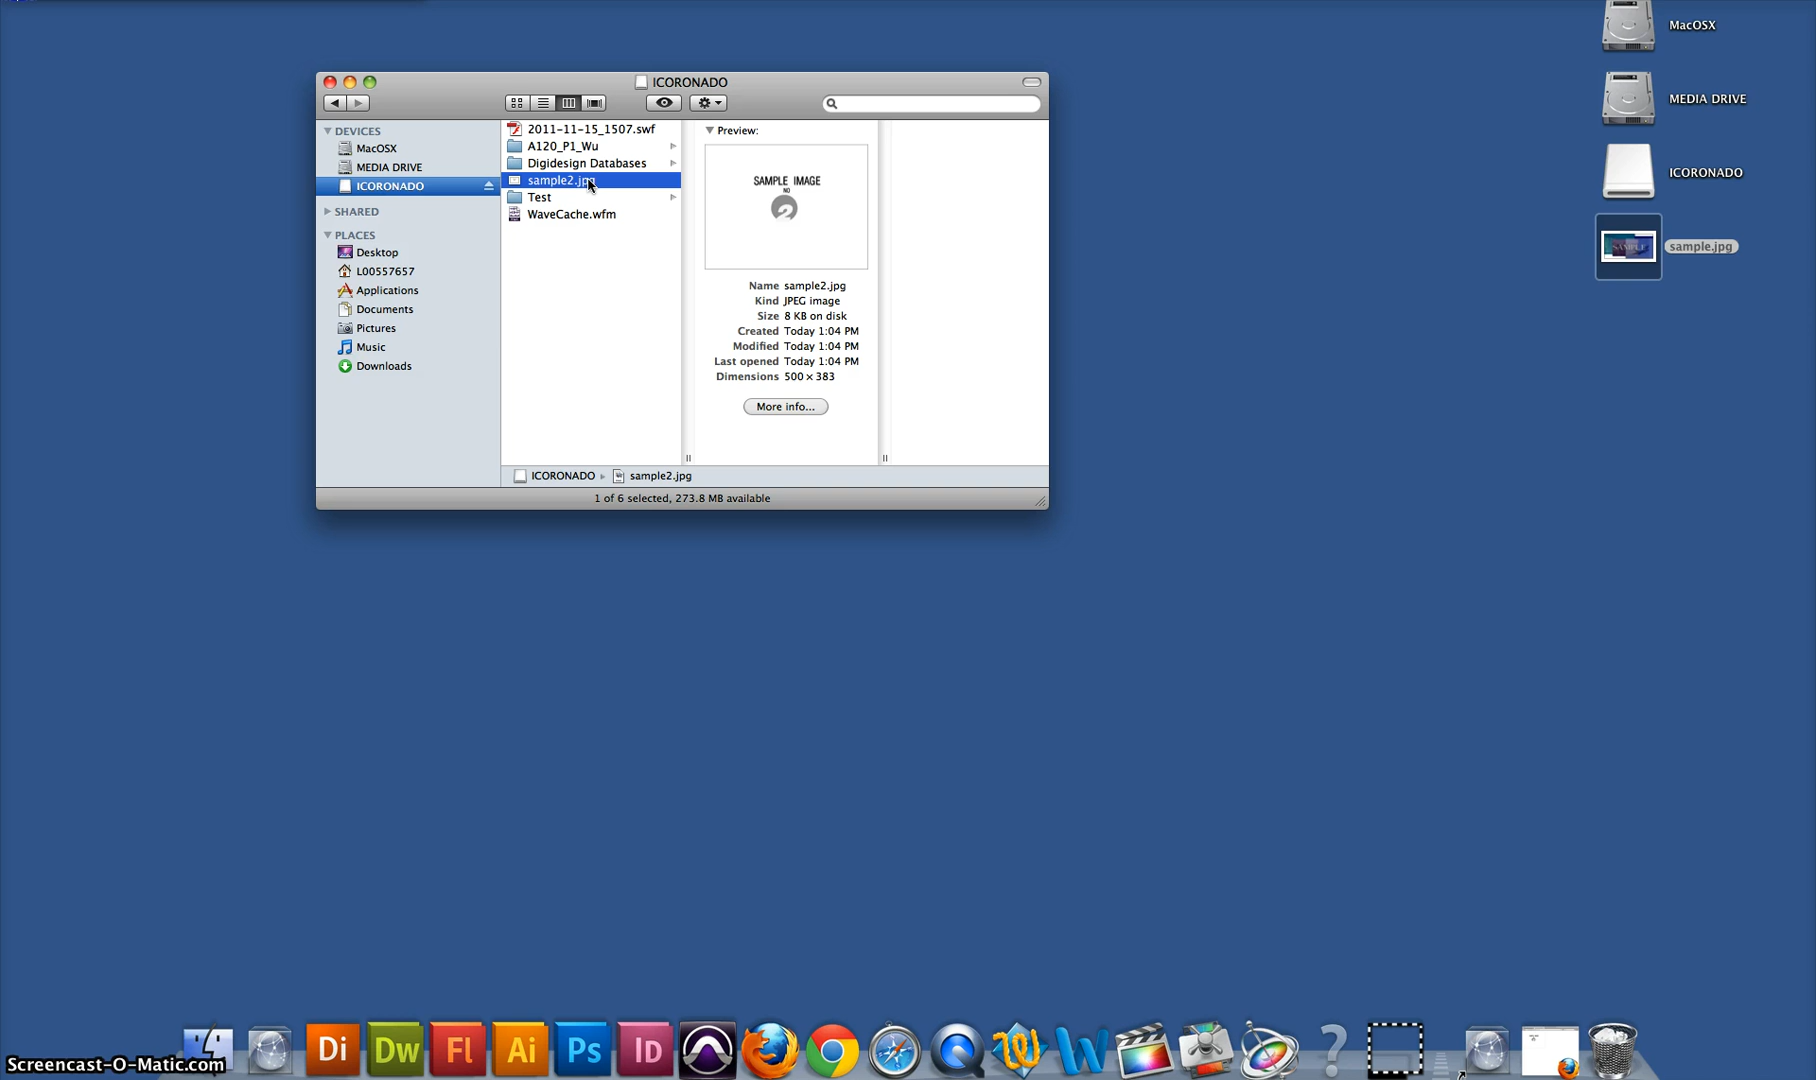 MacOSX
MEDIA DRIVE
ICORONADO
sample.jpg
ICORONADO
DEVICES
MacOSX
MEDIA DRIVE
ICORONADO
SHARED
PLACES
Desktop
L00557657
Applications
Documents
Pictures
Music
Downloads
2011-11-15_1507.swf
A120_P1_Wu
Digidesign Databases
sample2.jpg
Test
WaveCache.wfm
Preview:
SAMPLE IMAGE
NO
2
Name sample2.jpg
Kind JPEG image
Size 8 KB on disk
Created Today 1:04 PM
Modified Today 1:04 PM
Last opened Today 1:04 PM
Dimensions 500 × 383
More info...
ICORONADO sample2.jpg
1 of 6 selected, 273.8 MB available
SAMPLE
Di Dw Fl Ai Ps Id
?
Screencast-O-Matic.com